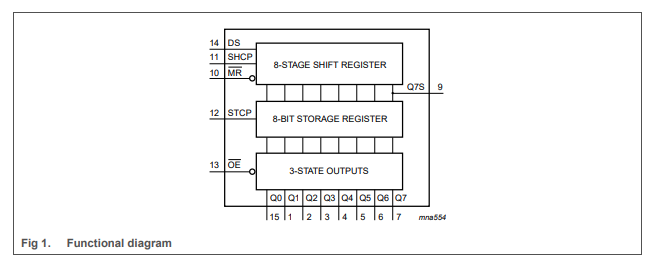 14 DS
11 SHCP
8-STAGE SHIFT REGISTER
10 MR
Q7S 9
12 STCP
8-BIT STORAGE REGISTER
13 OE
3-STATE OUTPUTS
Q0 Q1 Q2 Q3 Q4 Q5 Q6 Q7
15 1 2 3 4 5 6 7 mna554
Fig 1. Functional diagram